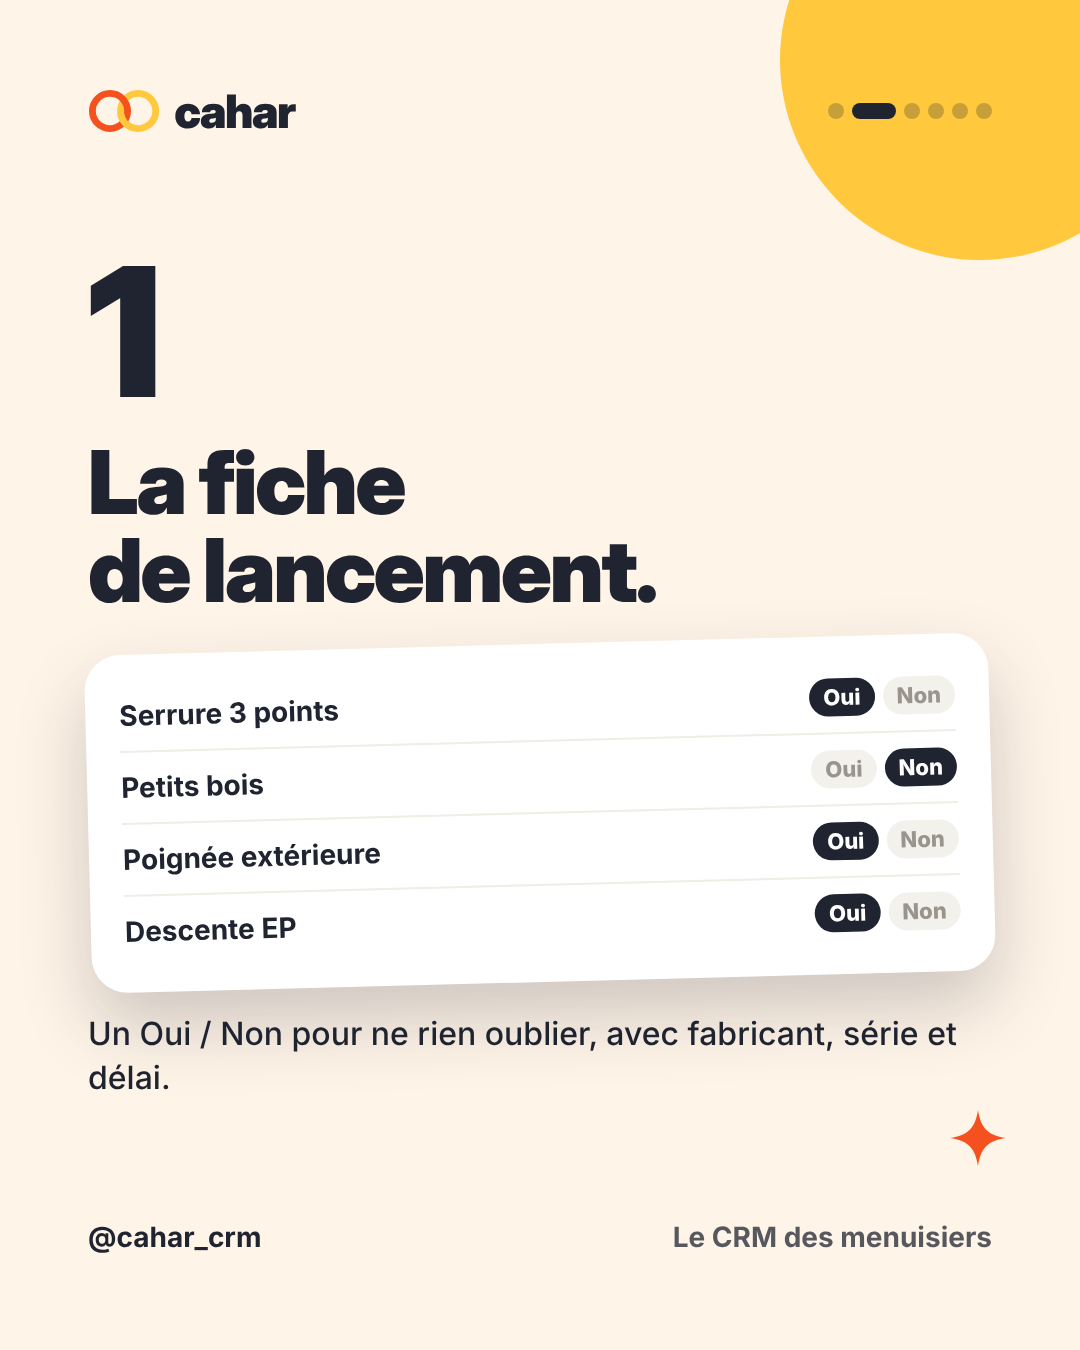 cahar
1
La fiche
de lancement.
Serrure 3 points Oui Non
Petits bois Oui Non
Poignée extérieure Oui Non
Descente EP Oui Non
Un Oui / Non pour ne rien oublier, avec fabricant, série et
délai.
@cahar_crm Le CRM des menuisiers